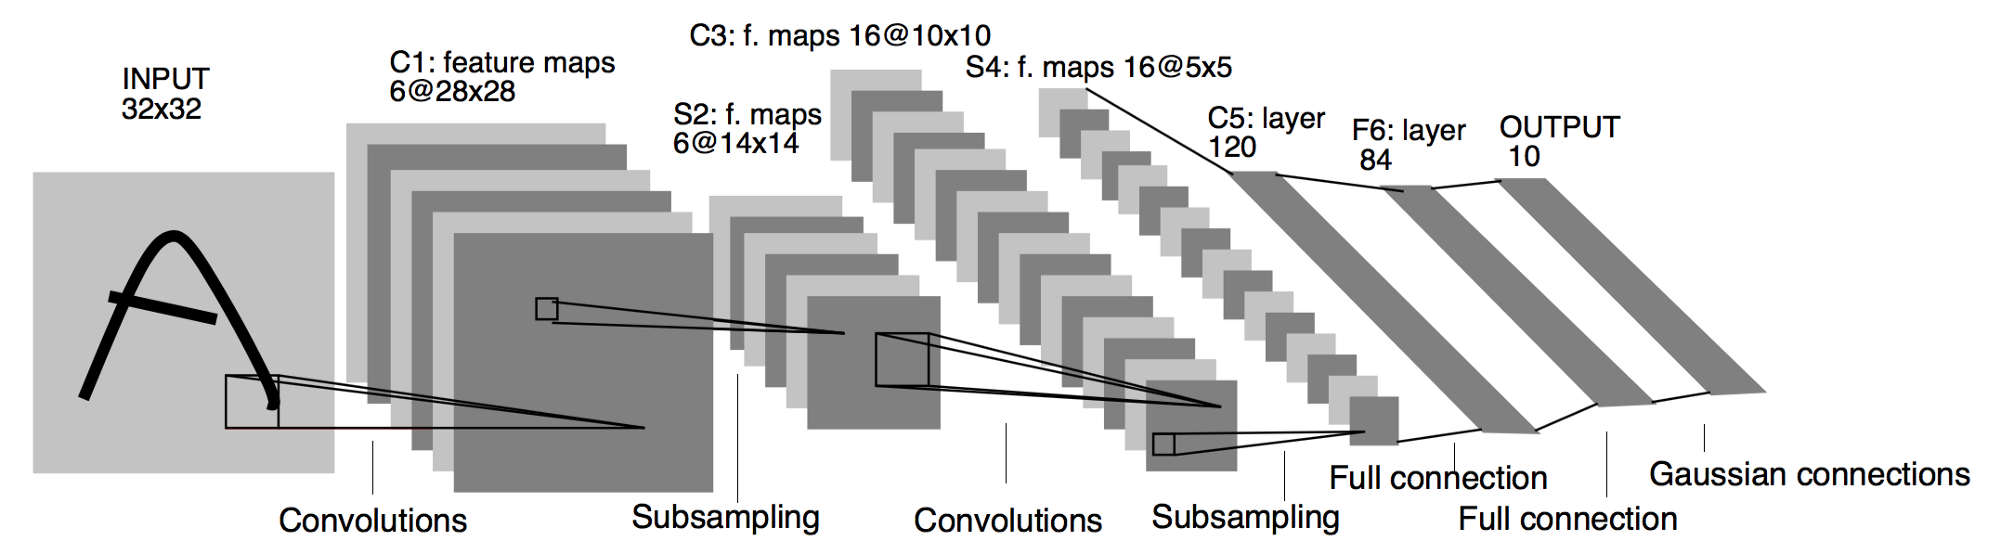 INPUT
32x32
C1: feature maps
6@28x28
S2: f. maps
6@14x14
C3: f. maps 16@10x10
S4: f. maps 16@5x5
C5: layer
120
F6: layer
84
OUTPUT
10
Convolutions
Subsampling
Convolutions
Subsampling
Full connection
Full connection
Gaussian connections